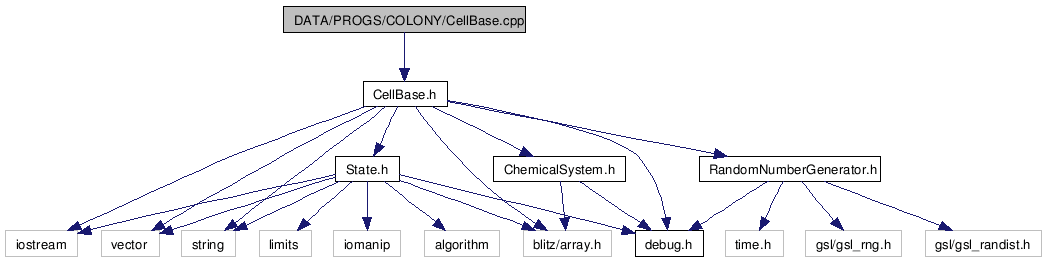 DATA/PROGS/COLONY/CellBase.cpp
CellBase.h
State.h
ChemicalSystem.h
RandomNumberGenerator.h
iostream
vector
string
limits
iomanip
algorithm
blitz/array.h
debug.h
time.h
gsl/gsl_rng.h
gsl/gsl_randist.h